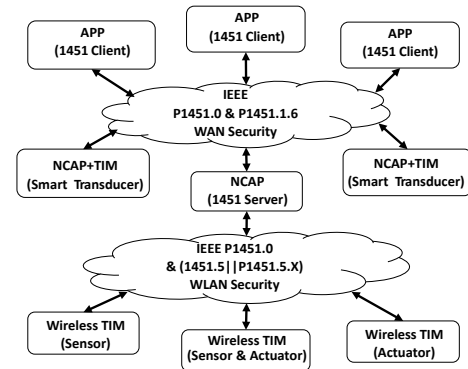 APP
(1451 Client)
APP
(1451 Client)
APP
(1451 Client)
IEEE
P1451.0 & P1451.1.6
WAN Security
NCAP+TIM
(Smart Transducer)
NCAP
(1451 Server)
NCAP+TIM
(Smart Transducer)
IEEE P1451.0
& (1451.5||P1451.5.X)
WLAN Security
Wireless TIM
(Sensor)
Wireless TIM
(Sensor & Actuator)
Wireless TIM
(Actuator)